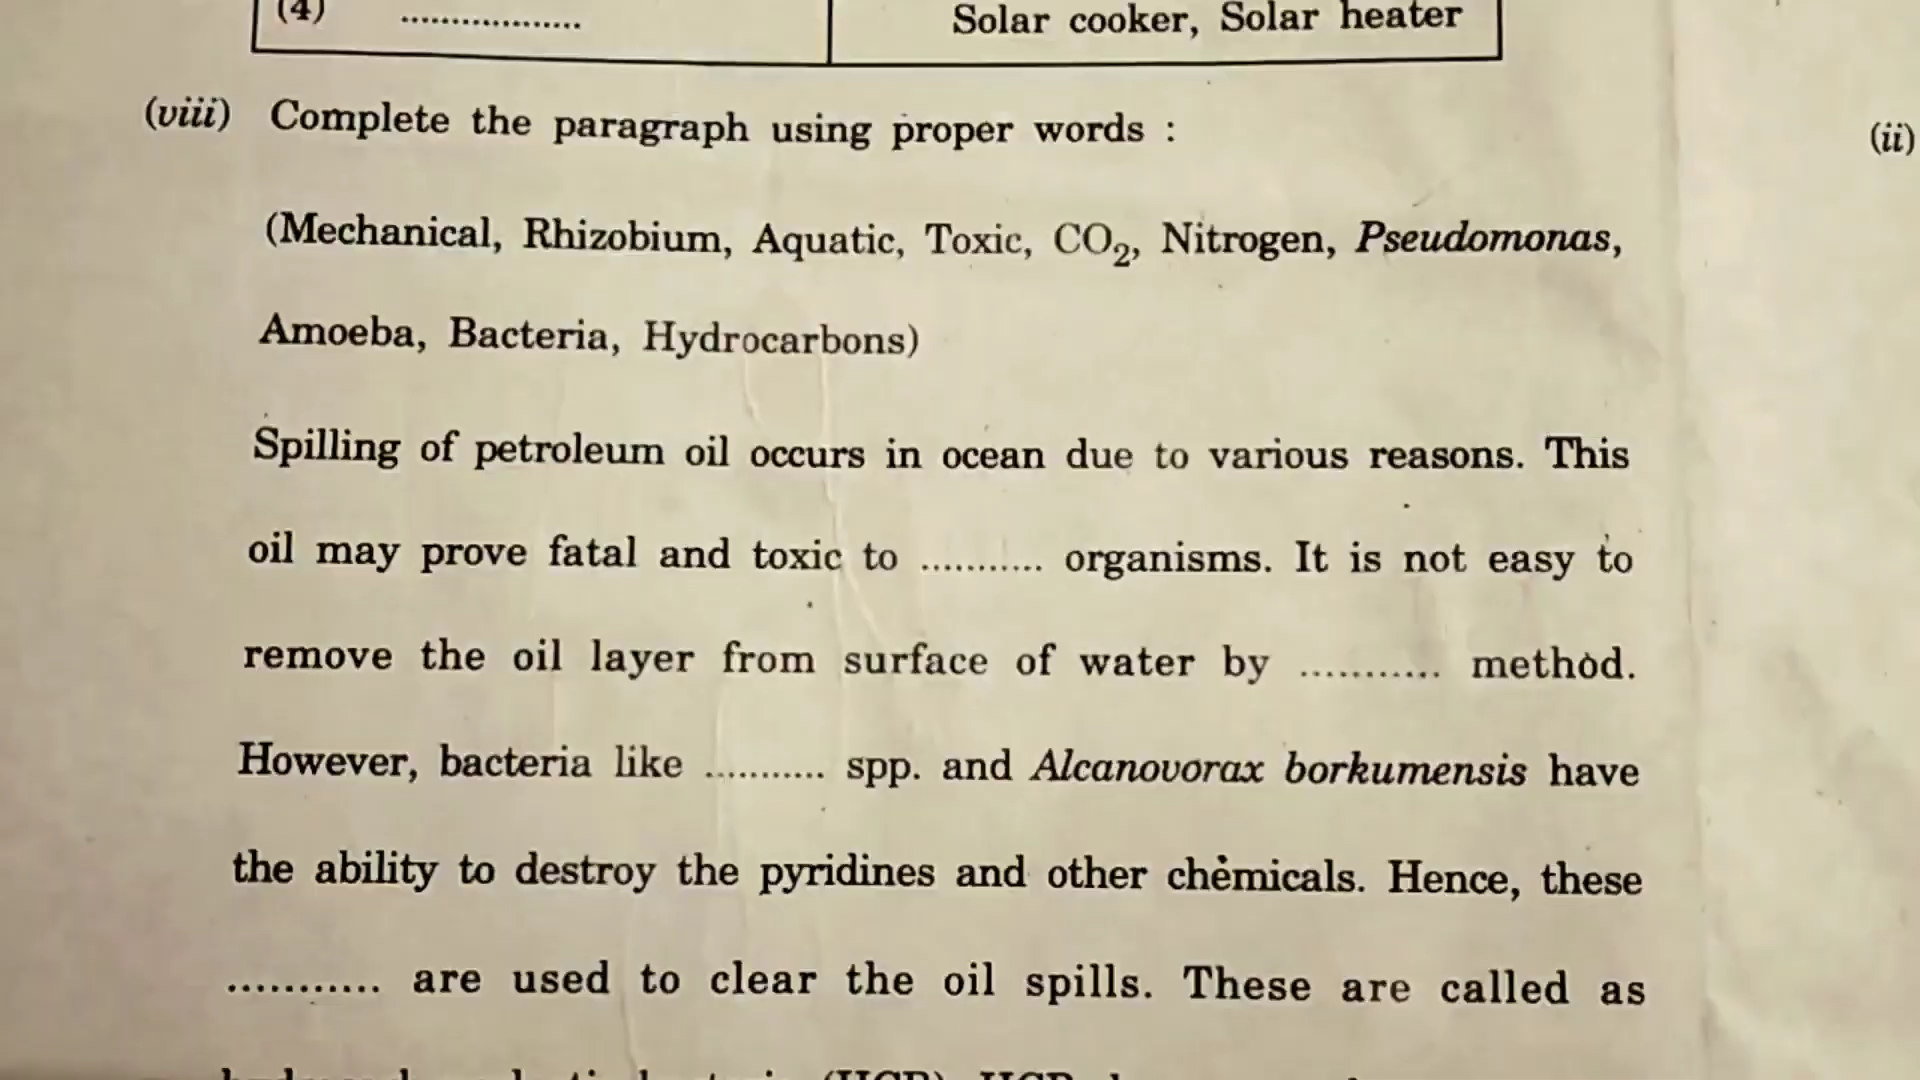 (4) ..................
Solar cooker, Solar heater
(viii) Complete the paragraph using proper words :
(ii)
(Mechanical, Rhizobium, Aquatic, Toxic, CO₂, Nitrogen, Pseudomonas,
Amoeba, Bacteria, Hydrocarbons)
Spilling of petroleum oil occurs in ocean due to various reasons. This
oil may prove fatal and toxic to ........... organisms. It is not easy to
remove the oil layer from surface of water by ............ method.
However, bacteria like ........... spp. and Alcanovorax borkumensis have
the ability to destroy the pyridines and other chemicals. Hence, these
........... are used to clear the oil spills. These are called as